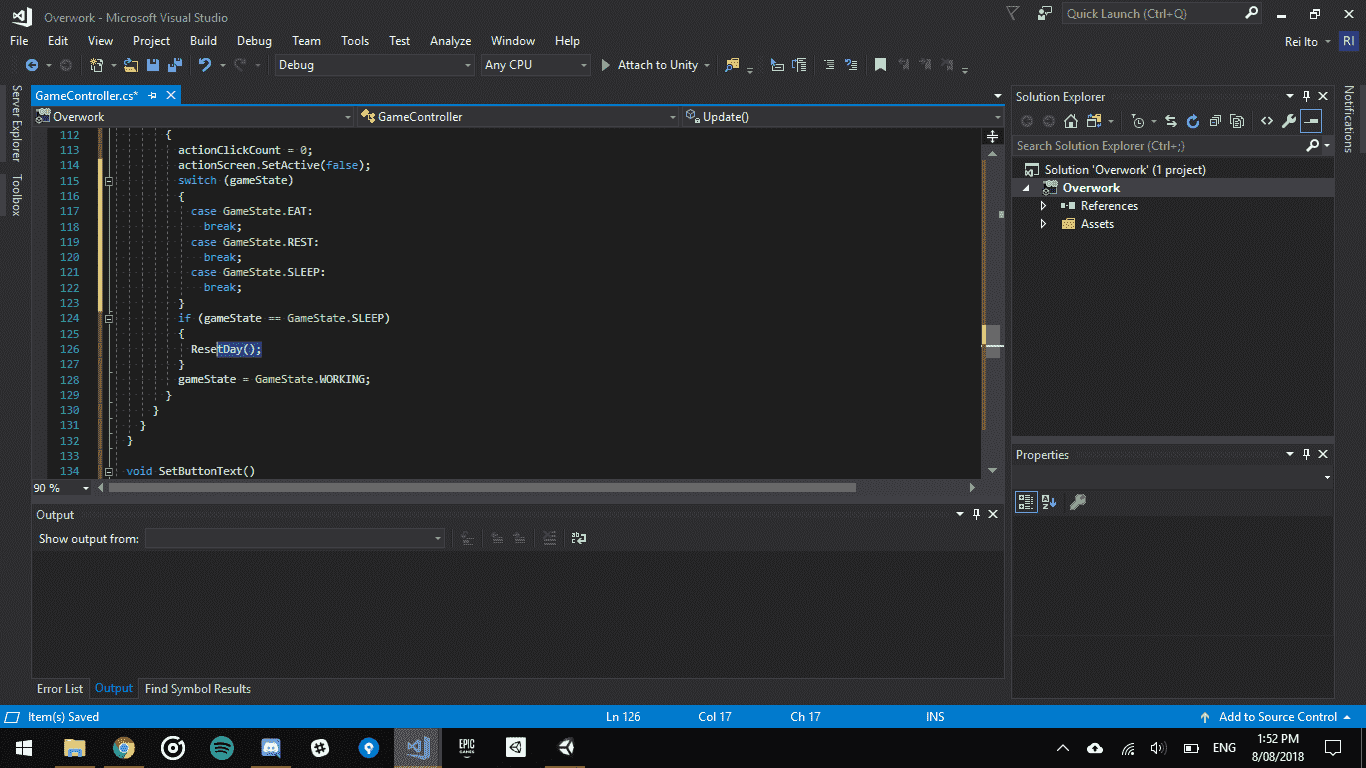 Overwork - Microsoft Visual Studio
Quick Launch (Ctrl+Q)
File Edit View Project Build Debug Team Tools Test Analyze Window Help
Rei Ito RI
Debug Any CPU Attach to Unity
Server Explorer
Toolbox
GameController.cs*
Overwork GameController Update()
112 {
113 actionClickCount = 0;
114 actionScreen.SetActive(false);
115 switch (gameState)
116 {
117 case GameState.EAT:
118 break;
119 case GameState.REST:
120 break;
121 case GameState.SLEEP:
122 break;
123 }
124 if (gameState == GameState.SLEEP)
125 {
126 ResetDay();
127 }
128 gameState = GameState.WORKING;
129 }
130 }
131 }
132 }
133
134 void SetButtonText()
90 %
Output
Show output from:
Error List Output Find Symbol Results
Solution Explorer
Search Solution Explorer (Ctrl+;)
Solution 'Overwork' (1 project)
Overwork
References
Assets
Properties
Notifications
Item(s) Saved Ln 126 Col 17 Ch 17 INS Add to Source Control
EPIC GAMES
ENG
1:52 PM
8/08/2018